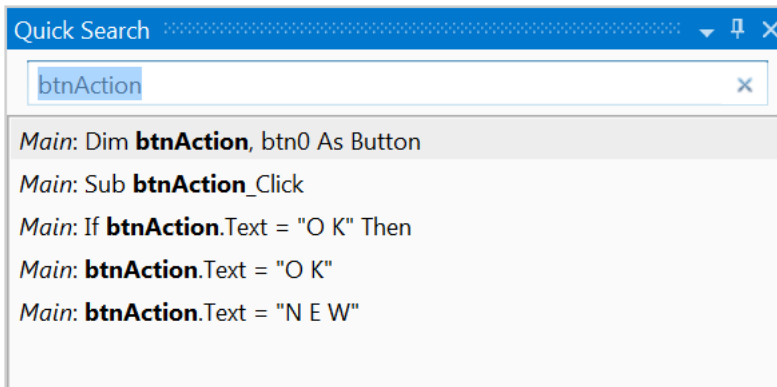 Quick Search
btnAction
Main: Dim btnAction, btn0 As Button
Main: Sub btnAction_Click
Main: If btnAction.Text = "O K" Then
Main: btnAction.Text = "O K"
Main: btnAction.Text = "N E W"